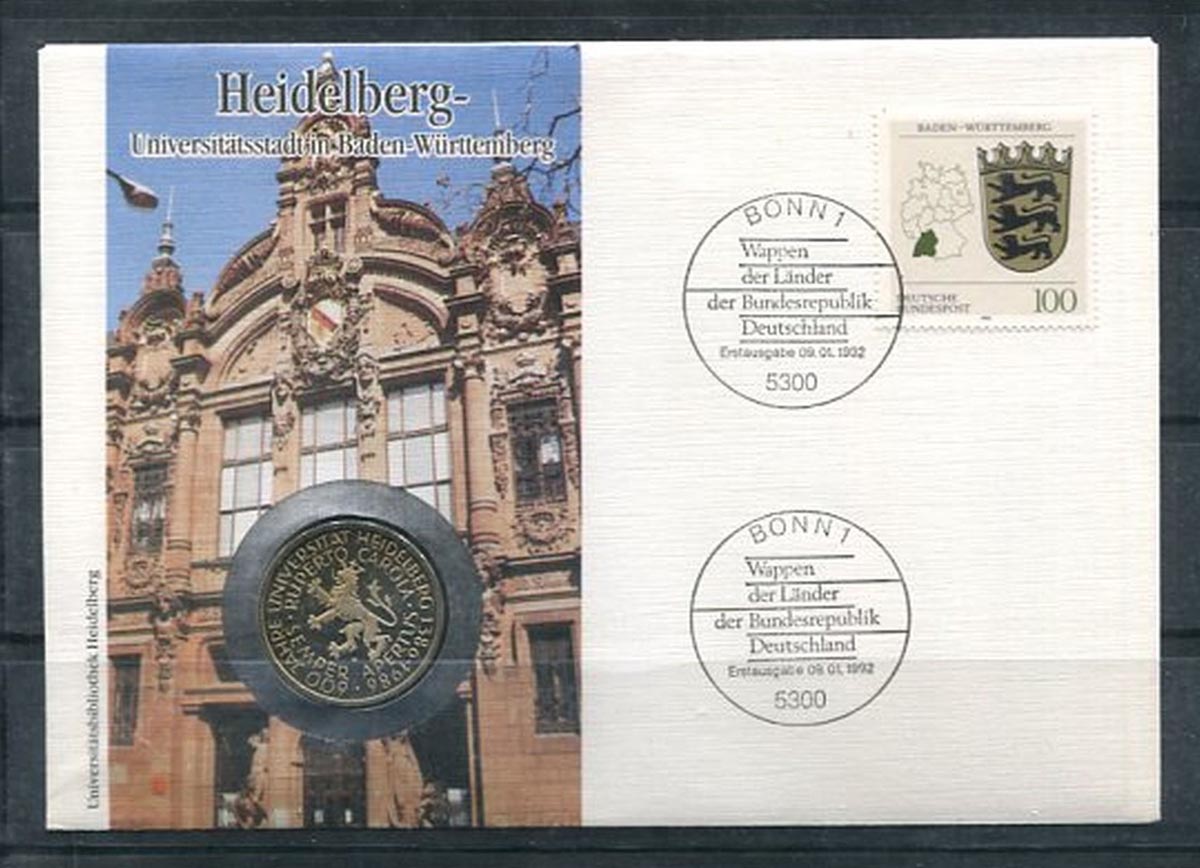 Heidelberg-
Universitätsstadt in Baden-Württemberg
Universitätsbibliothek Heidelberg
600 JAHRE UNIVERSITÄT HEIDELBERG 1386/1986
RUPERTO CAROLA · SEMPER APERTUS ·
BADEN-WÜRTTEMBERG
DEUTSCHE
BUNDESPOST
100
BONN 1
Wappen
der Länder
der Bundesrepublik
Deutschland
Erstausgabe 09.01.1992
5300
BONN 1
Wappen
der Länder
der Bundesrepublik
Deutschland
Erstausgabe 09.01.1992
5300